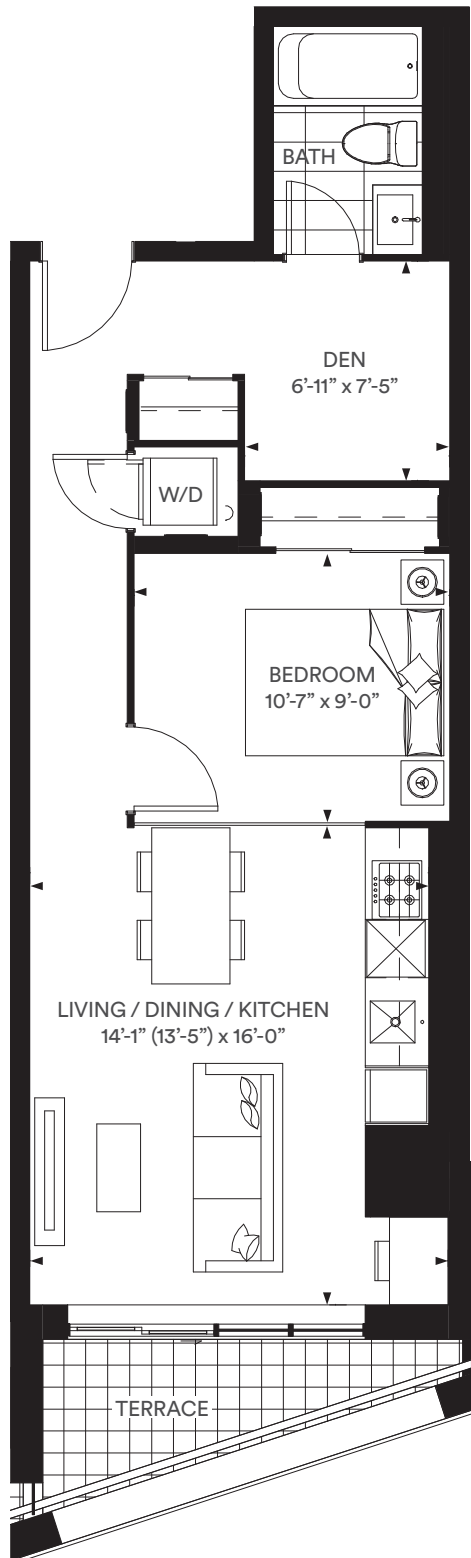 BATH
DEN
6’-11” x 7’-5”
W/D
BEDROOM
10’-7” x 9’-0”
LIVING / DINING / KITCHEN
14’-1” (13’-5”) x 16’-0”
TERRACE